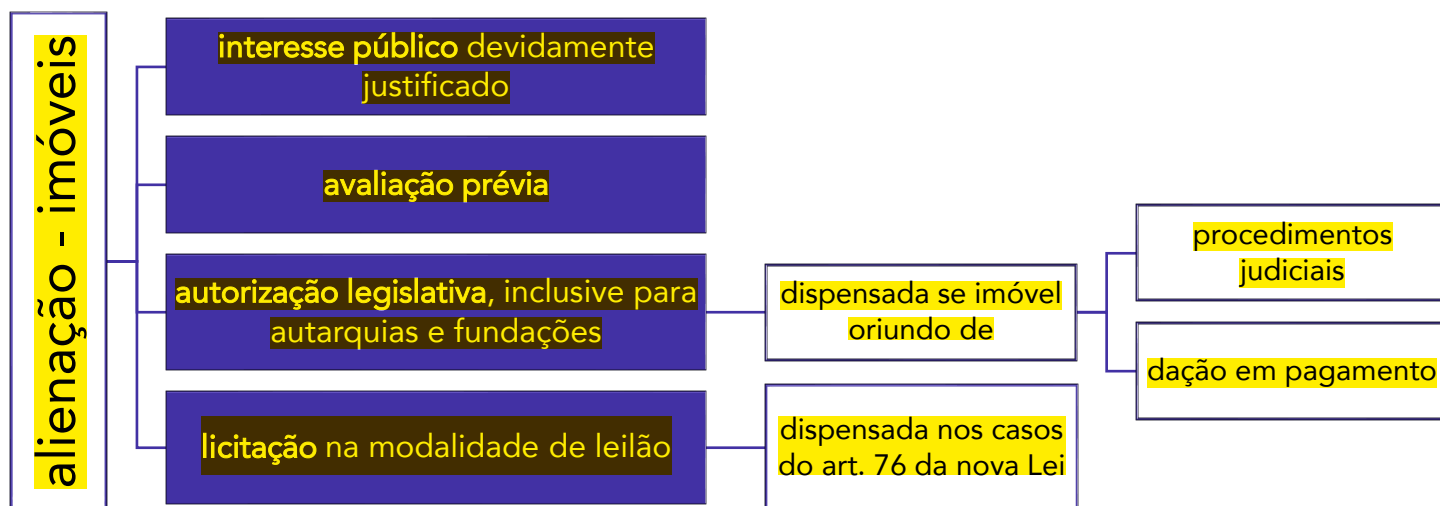 alienação - imóveis
interesse público devidamente
justificado
avaliação prévia
autorização legislativa, inclusive para
autarquias e fundações
dispensada se imóvel
oriundo de
procedimentos
judiciais
dação em pagamento
licitação na modalidade de leilão
dispensada nos casos
do art. 76 da nova Lei